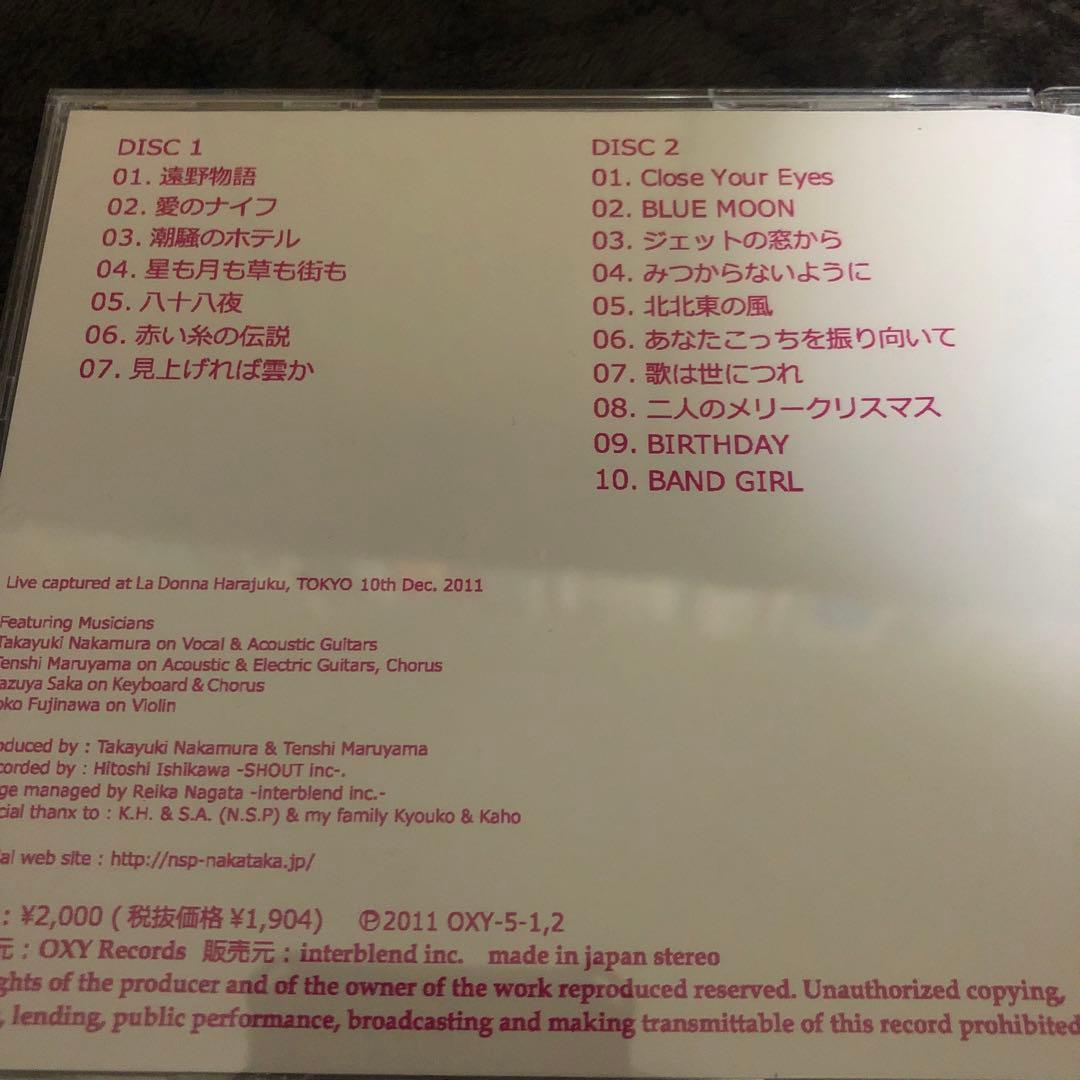 DISC 1
01. 遠野物語
02. 愛のナイフ
03. 潮騒のホテル
04. 星も月も草も街も
05. 八十八夜
06. 赤い糸の伝説
07. 見上げれば雲か
DISC 2
01. Close Your Eyes
02. BLUE MOON
03. ジェットの窓から
04. みつからないように
05. 北北東の風
06. あなたこっちを振り向いて
07. 歌は世につれ
08. 二人のメリークリスマス
09. BIRTHDAY
10. BAND GIRL
Live captured at La Donna Harajuku, TOKYO 10th Dec. 2011
Featuring Musicians
Takayuki Nakamura on Vocal & Acoustic Guitars
Tenshi Maruyama on Acoustic & Electric Guitars, Chorus
azuya Saka on Keyboard & Chorus
oko Fujinawa on Violin
oduced by : Takayuki Nakamura & Tenshi Maruyama
corded by : Hitoshi Ishikawa -SHOUT inc-.
ge managed by Reika Nagata -interblend inc.-
cial thanx to : K.H. & S.A. (N.S.P) & my family Kyouko & Kaho
al web site : http://nsp-nakataka.jp/
: ¥2,000 ( 税抜価格 ¥1,904) ℗2011 OXY-5-1,2
元 : OXY Records 販売元 : interblend inc. made in japan stereo
ghts of the producer and of the owner of the work reproduced reserved. Unauthorized copying,
, lending, public performance, broadcasting and making transmittable of this record prohibited